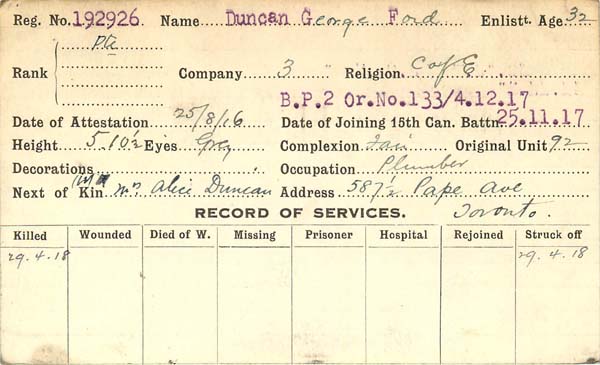 Reg. No. 192926 Name Duncan George Ford Enlistt. Age 32
Pte
Rank Company 3 Religion C of E
B.P.2 Or.No.133/4.12.17
Date of Attestation 25/8/16 Date of Joining 15th Can. Battn. 25.11.17
Height 5.10½ Eyes Grey Complexion Fair Original Unit 92
Decorations Occupation Plumber
Next of Kin Mrs Alice Duncan Address 587½ Pape Ave
RECORD OF SERVICES. Toronto.
Killed Wounded Died of W. Missing Prisoner Hospital Rejoined Struck off
29.4.18 29.4.18